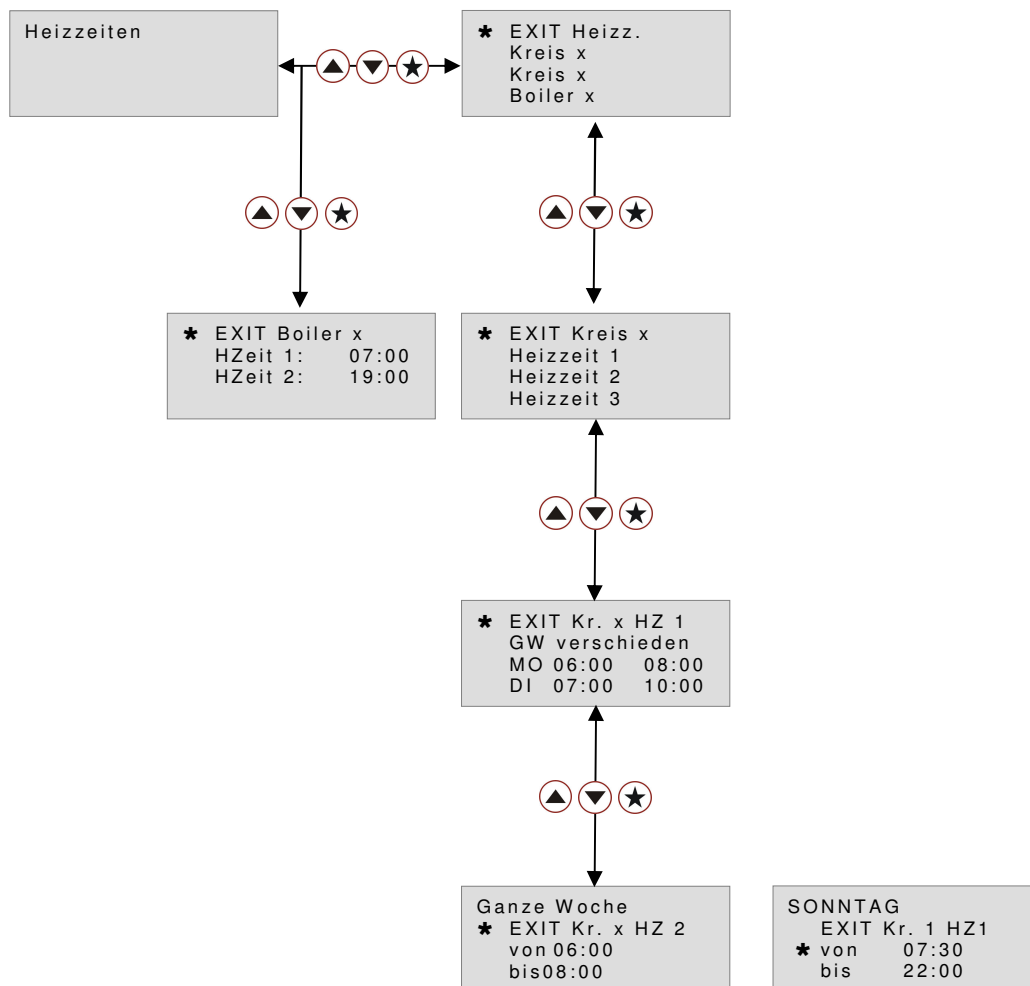 Heizzeiten
* EXIT Heizz.
Kreis x
Kreis x
Boiler x
* EXIT Boiler x
HZeit 1: 07:00
HZeit 2: 19:00
* EXIT Kreis x
Heizzeit 1
Heizzeit 2
Heizzeit 3
* EXIT Kr. x HZ 1
GW verschieden
MO 06:00 08:00
DI 07:00 10:00
Ganze Woche
* EXIT Kr. x HZ 2
von 06:00
bis08:00
SONNTAG
EXIT Kr. 1 HZ1
* von 07:30
bis 22:00